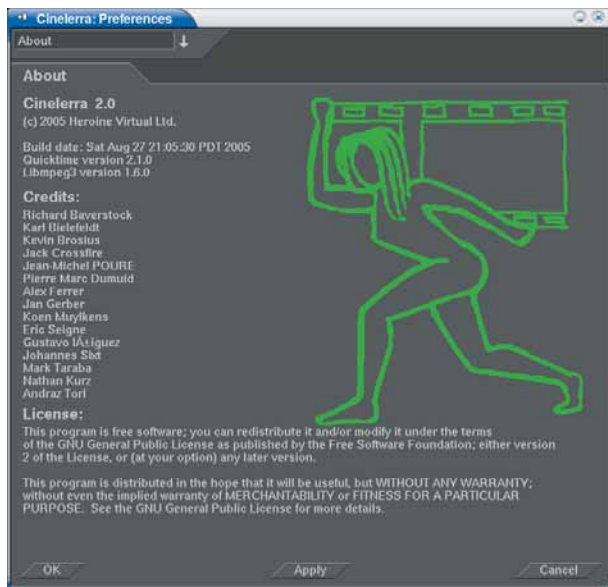 Cinelerra: Preferences
About
About
Cinelerra 2.0
(c) 2005 Heroine Virtual Ltd.
Build date: Sat Aug 27 21:05:30 PDT 2005
Quicktime version 2.1.0
Libmpeg3 version 1.6.0
Credits:
Richard Baverstock
Karl Bielefeldt
Kevin Brosius
Jack Crossfire
Jean-Michel POURE
Pierre Marc Dumuid
Alex Ferrer
Jan Gerber
Koen Muylkens
Eric Seigne
Gustavo IÃ±iguez
Johannes Sixt
Mark Taraba
Nathan Kurz
Andraz Tori
License:
This program is free software; you can redistribute it and/or modify it under the terms
of the GNU General Public License as published by the Free Software Foundation; either version
2 of the License, or (at your option) any later version.
This program is distributed in the hope that it will be useful, but WITHOUT ANY WARRANTY;
without even the implied warranty of MERCHANTABILITY or FITNESS FOR A PARTICULAR
PURPOSE. See the GNU General Public License for more details.
OK
Apply
Cancel